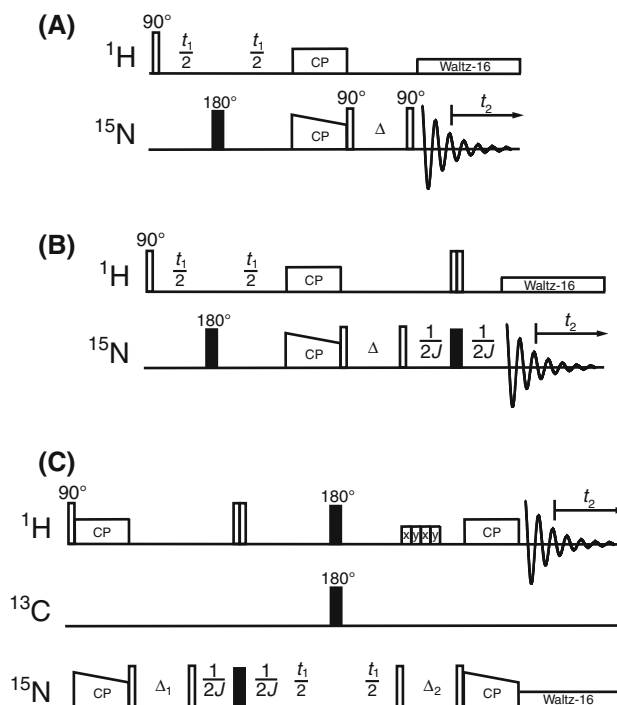 (A)
90°
¹H t₁/2 t₁/2 CP Waltz-16
180° 90° 90° t₂
¹⁵N CP Δ
(B)
90°
¹H t₁/2 t₁/2 CP Waltz-16
180° t₂
¹⁵N CP Δ 1/2J 1/2J
(C)
90° 180° t₂
¹H CP x y x y CP
180°
¹³C
¹⁵N CP Δ₁ 1/2J 1/2J t₁/2 t₁/2 Δ₂ CP Waltz-16